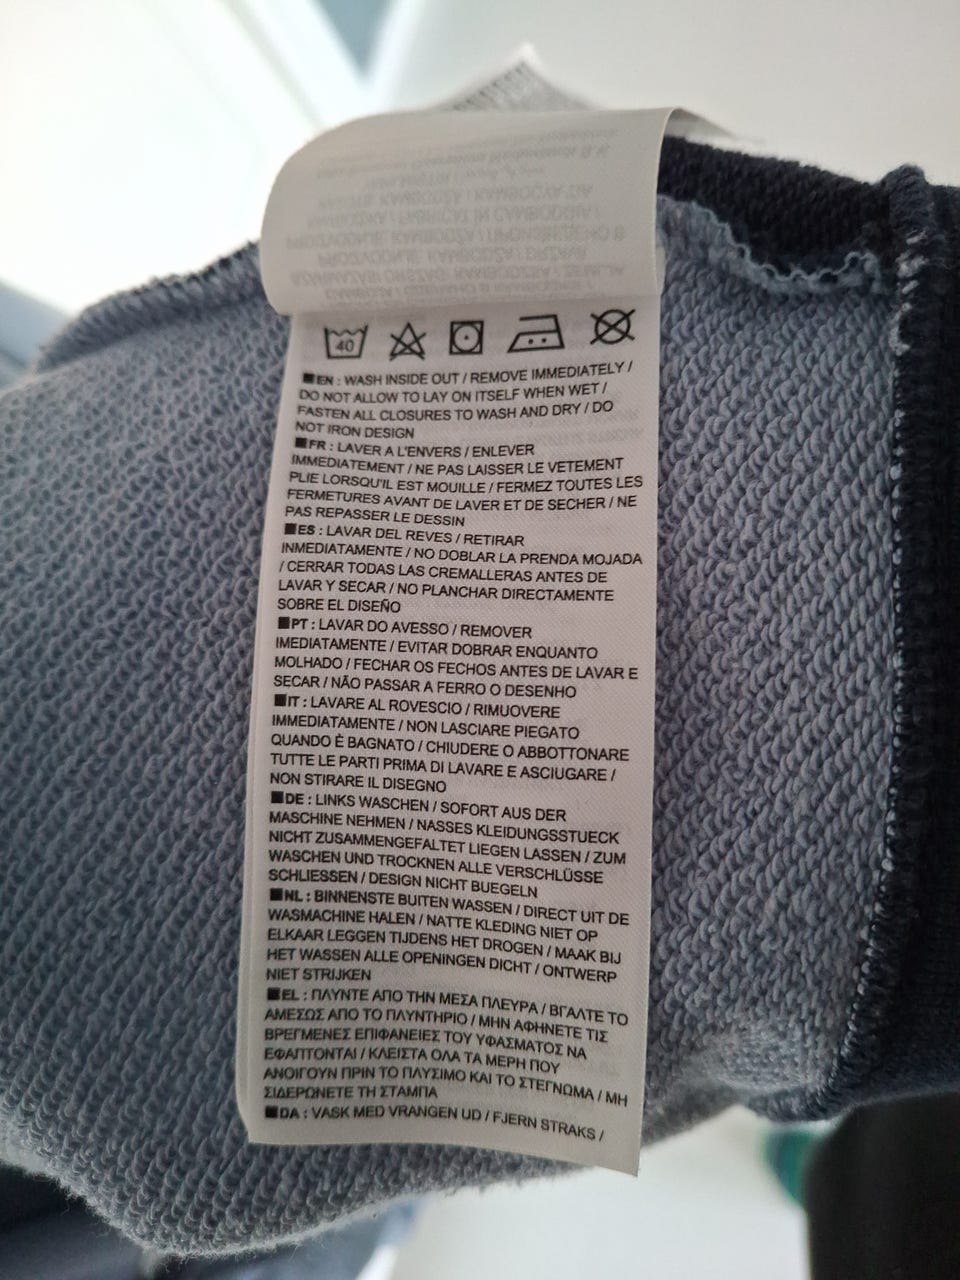 40
■EN : WASH INSIDE OUT / REMOVE IMMEDIATELY /
DO NOT ALLOW TO LAY ON ITSELF WHEN WET /
FASTEN ALL CLOSURES TO WASH AND DRY / DO
NOT IRON DESIGN
■FR : LAVER A L'ENVERS / ENLEVER
IMMEDIATEMENT / NE PAS LAISSER LE VETEMENT
PLIE LORSQU'IL EST MOUILLE / FERMEZ TOUTES LES
FERMETURES AVANT DE LAVER ET DE SECHER / NE
PAS REPASSER LE DESSIN
■ES : LAVAR DEL REVES / RETIRAR
INMEDIATAMENTE / NO DOBLAR LA PRENDA MOJADA
/ CERRAR TODAS LAS CREMALLERAS ANTES DE
LAVAR Y SECAR / NO PLANCHAR DIRECTAMENTE
SOBRE EL DISEÑO
■PT : LAVAR DO AVESSO / REMOVER
IMEDIATAMENTE / EVITAR DOBRAR ENQUANTO
MOLHADO / FECHAR OS FECHOS ANTES DE LAVAR E
SECAR / NÃO PASSAR A FERRO O DESENHO
■IT : LAVARE AL ROVESCIO / RIMUOVERE
IMMEDIATAMENTE / NON LASCIARE PIEGATO
QUANDO È BAGNATO / CHIUDERE O ABBOTTONARE
TUTTE LE PARTI PRIMA DI LAVARE E ASCIUGARE /
NON STIRARE IL DISEGNO
■DE : LINKS WASCHEN / SOFORT AUS DER
MASCHINE NEHMEN / NASSES KLEIDUNGSSTUECK
NICHT ZUSAMMENGEFALTET LIEGEN LASSEN / ZUM
WASCHEN UND TROCKNEN ALLE VERSCHLÜSSE
SCHLIESSEN / DESIGN NICHT BUEGELN
■NL : BINNENSTE BUITEN WASSEN / DIRECT UIT DE
WASMACHINE HALEN / NATTE KLEDING NIET OP
ELKAAR LEGGEN TIJDENS HET DROGEN / MAAK BIJ
HET WASSEN ALLE OPENINGEN DICHT / ONTWERP
NIET STRIJKEN
■EL : ΠΛΥΝΤΕ ΑΠΟ ΤΗΝ ΜΕΣΑ ΠΛΕΥΡΑ / ΒΓΑΛΤΕ ΤΟ
ΑΜΕΣΩΣ ΑΠΟ ΤΟ ΠΛΥΝΤΗΡΙΟ / ΜΗΝ ΑΦΗΝΕΤΕ ΤΙΣ
ΒΡΕΓΜΕΝΕΣ ΕΠΙΦΑΝΕΙΕΣ ΤΟΥ ΥΦΑΣΜΑΤΟΣ ΝΑ
ΕΦΑΠΤΟΝΤΑΙ / ΚΛΕΙΣΤΑ ΟΛΑ ΤΑ ΜΕΡΗ ΠΟΥ
ΑΝΟΙΓΟΥΝ ΠΡΙΝ ΤΟ ΠΛΥΣΙΜΟ ΚΑΙ ΤΟ ΣΤΕΓΝΩΜΑ / ΜΗ
ΣΙΔΕΡΩΝΕΤΕ ΤΗ ΣΤΑΜΠΑ
■DA : VASK MED VRANGEN UD / FJERN STRAKS /